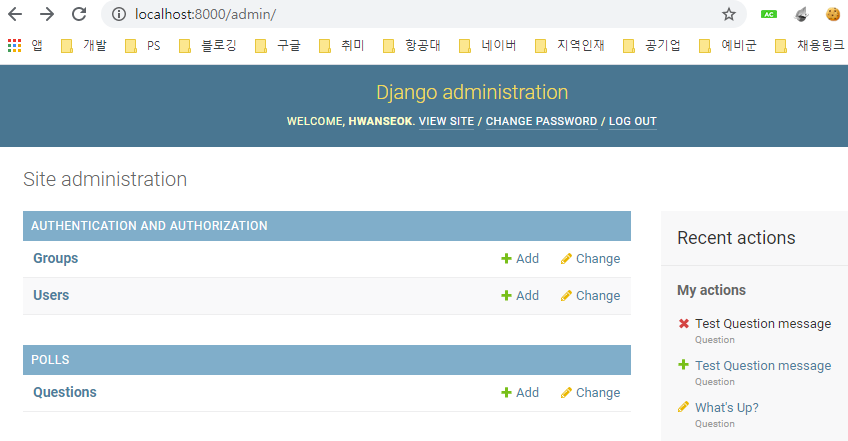 localhost:8000/admin/
앱 개발 PS 블로깅 구글 취미 항공대 네이버 지역인재 공기업 예비군 채용링크
Django administration
WELCOME, HWANSEOK. VIEW SITE / CHANGE PASSWORD / LOG OUT
Site administration
AUTHENTICATION AND AUTHORIZATION
Groups Add Change
Users Add Change
POLLS
Questions Add Change
Recent actions
My actions
Test Question message
Question
Test Question message
Question
What's Up?
Question